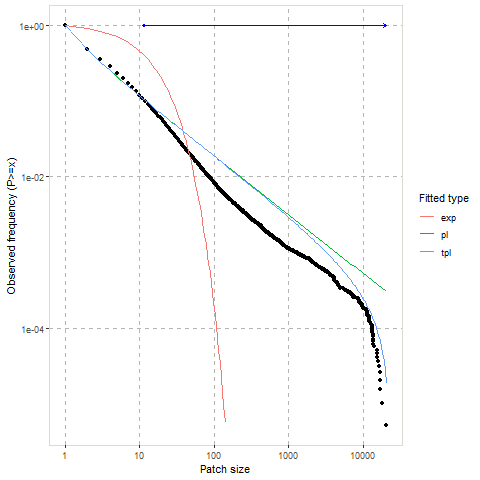 1e+00
1e-02
1e-04
Observed frequency (P>=x)
1
10
100
1000
10000
Patch size
Fitted type
exp
pl
tpl